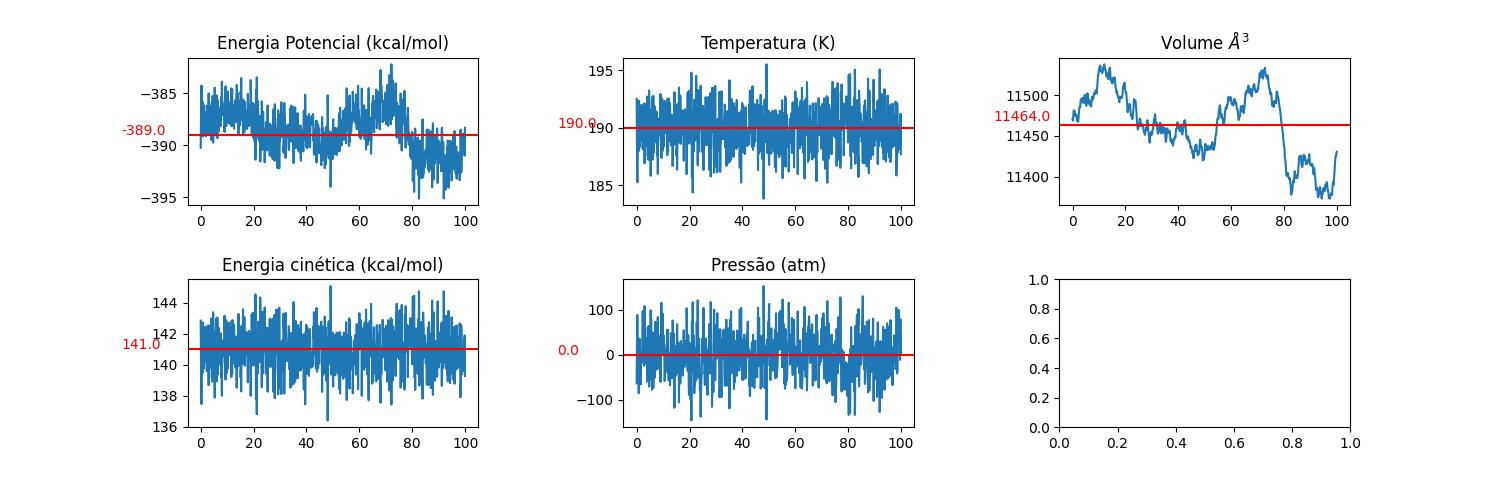 Energia Potencial (kcal/mol)
−385
-389.0
−390
−395
0 20 40 60 80 100
Temperatura (K)
195
190.0
190
185
0 20 40 60 80 100
Volume Å³
11500
11464.0
11450
11400
0 20 40 60 80 100
Energia cinética (kcal/mol)
144
142
141.0
140
138
136
0 20 40 60 80 100
Pressão (atm)
100
0.0
0
−100
0 20 40 60 80 100
1.0
0.8
0.6
0.4
0.2
0.0
0.0 0.2 0.4 0.6 0.8 1.0